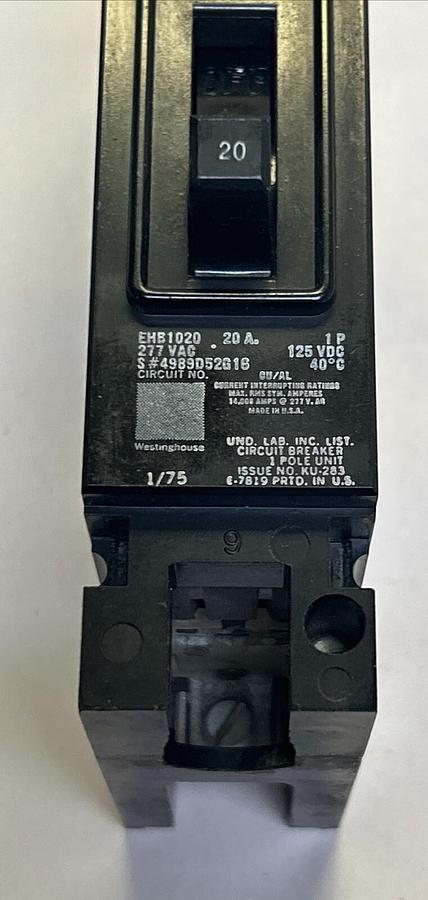 OFF
20
EHB1020 · 20 A. 1 P
277 VAC 125 VDC
S#4989D52G16 40°C
CIRCUIT NO. CU/AL
CURRENT INTERRUPTING RATINGS
MAX. RMS SYM. AMPERES
14,000 AMPS @ 277 V. AC
MADE IN U.S.A.
Westinghouse
UND. LAB. INC. LIST.
CIRCUIT BREAKER
1 POLE UNIT
1/75 ISSUE NO. KU-283
E-7819 PRTD. IN U.S.
9